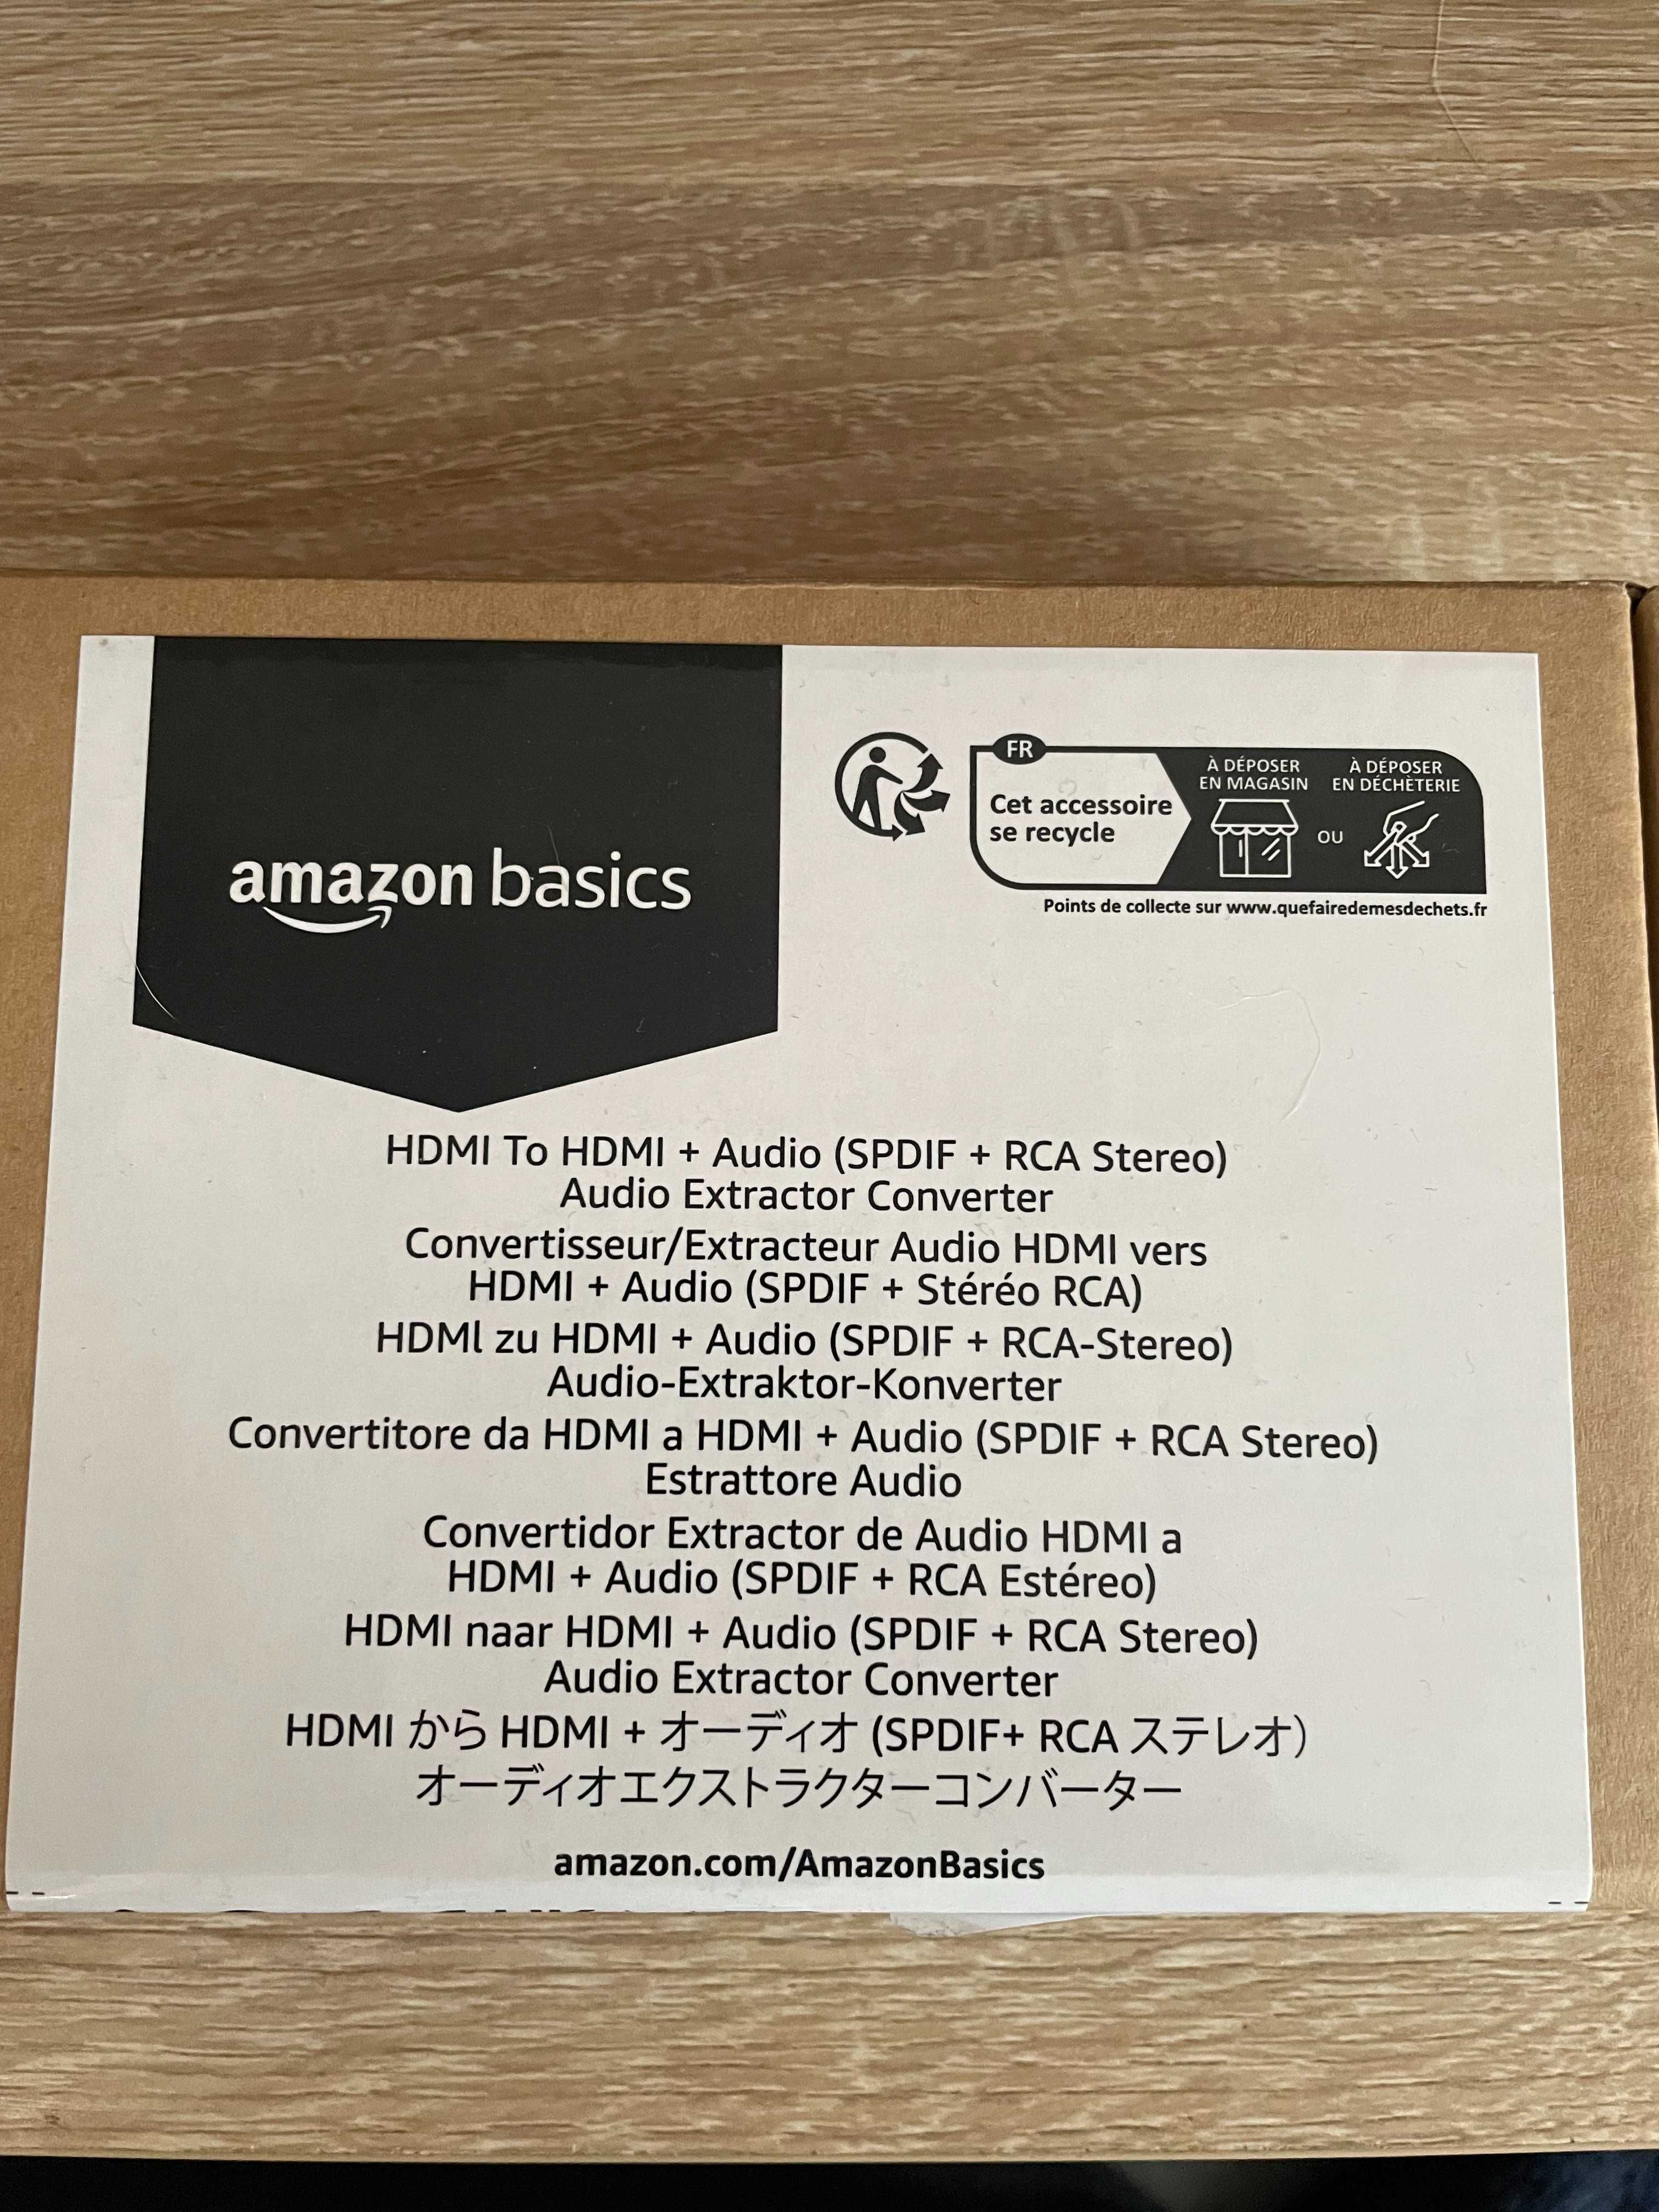 amazon basics
FR
Cet accessoire
se recycle
À DÉPOSER
EN MAGASIN
OU
À DÉPOSER
EN DÉCHÈTERIE
Points de collecte sur www.quefairedemesdechets.fr
HDMI To HDMI + Audio (SPDIF + RCA Stereo)
Audio Extractor Converter
Convertisseur/Extracteur Audio HDMI vers
HDMI + Audio (SPDIF + Stéréo RCA)
HDMl zu HDMI + Audio (SPDIF + RCA-Stereo)
Audio-Extraktor-Konverter
Convertitore da HDMI a HDMI + Audio (SPDIF + RCA Stereo)
Estrattore Audio
Convertidor Extractor de Audio HDMI a
HDMI + Audio (SPDIF + RCA Estéreo)
HDMI naar HDMI + Audio (SPDIF + RCA Stereo)
Audio Extractor Converter
HDMI から HDMI + オーディオ (SPDIF+ RCA ステレオ）
オーディオエクストラクターコンバーター
amazon.com/AmazonBasics